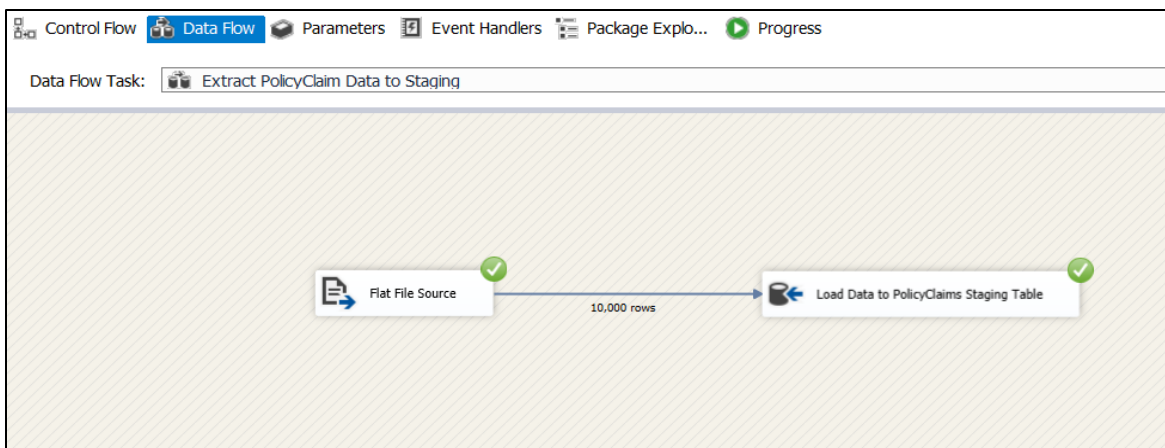 Control Flow Data Flow Parameters Event Handlers Package Explo... Progress
Data Flow Task: Extract PolicyClaim Data to Staging
Flat File Source Load Data to PolicyClaims Staging Table
10,000 rows